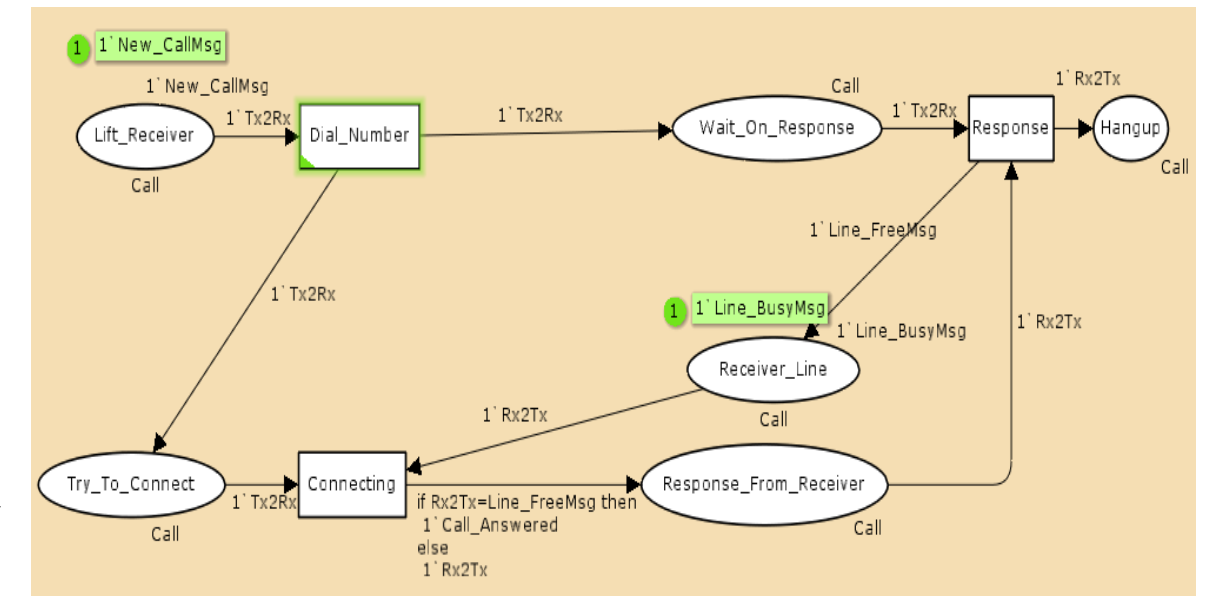 1
1`New_CallMsg
1`New_CallMsg
Call
1`Tx2Rx
1`Tx2Rx
1`Tx2Rx
1`Rx2Tx
Lift_Receiver
Dial_Number
Wait_On_Response
Response
Hangup
Call
Call
1`Line_FreeMsg
1`Tx2Rx
1
1`Line_BusyMsg
1`Line_BusyMsg
1`Rx2Tx
Receiver_Line
1`Rx2Tx
Call
Try_To_Connect
Connecting
Response_From_Receiver
1`Tx2Rx
if Rx2Tx=Line_FreeMsg then
1`Call_Answered
else
1`Rx2Tx
Call
Call